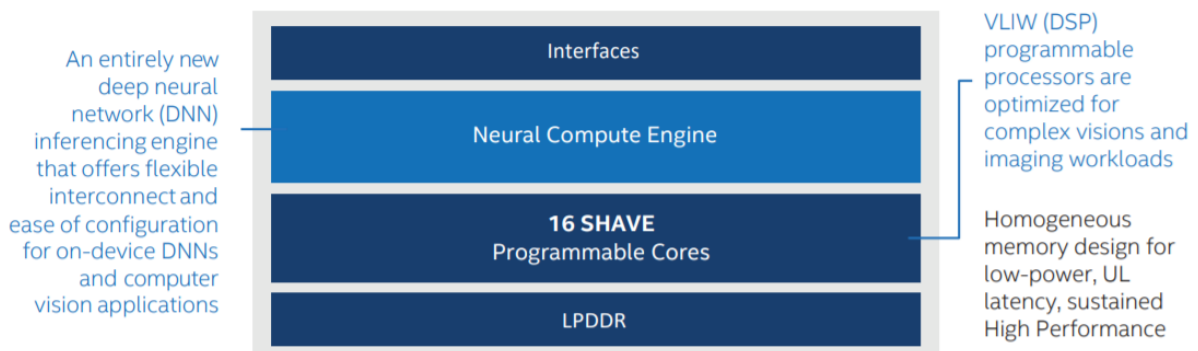 An entirely new
deep neural
network (DNN)
inferencing engine
that offers flexible
interconnect and
ease of configuration
for on-device DNNs
and computer
vision applications
Interfaces
Neural Compute Engine
16 SHAVE
Programmable Cores
LPDDR
VLIW (DSP)
programmable
processors are
optimized for
complex visions and
imaging workloads
Homogeneous
memory design for
low-power, UL
latency, sustained
High Performance